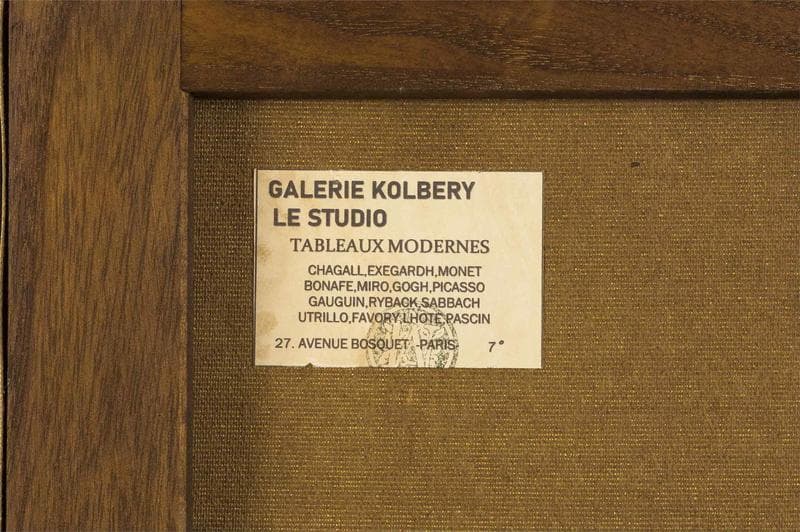 GALERIE KOLBERY
LE STUDIO
TABLEAUX MODERNES
CHAGALL,EXEGARDH,MONET
BONAFE,MIRO,GOGH,PICASSO
GAUGUIN,RYBACK,SABBACH
UTRILLO,FAVORY,LHOTE,PASCIN
27. AVENUE BOSQUET -PARIS- 7°